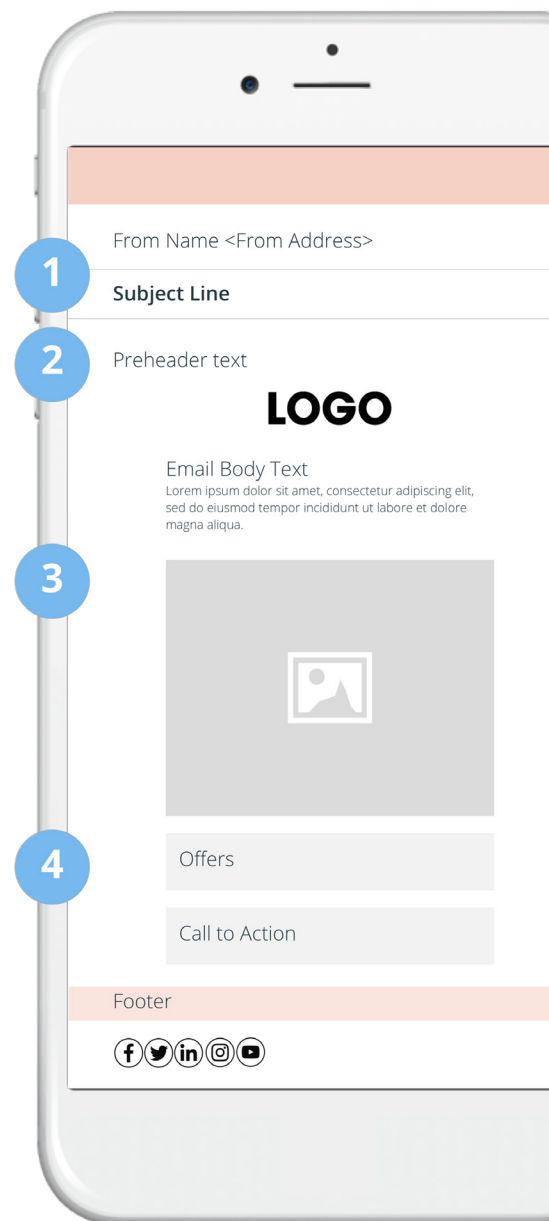 From Name <From Address>
1
Subject Line
2
Preheader text
LOGO
Email Body Text
Lorem ipsum dolor sit amet, consectetur adipiscing elit,
sed do eiusmod tempor incididunt ut labore et dolore
magna aliqua.
3
Offers
4
Call to Action
Footer
f
in